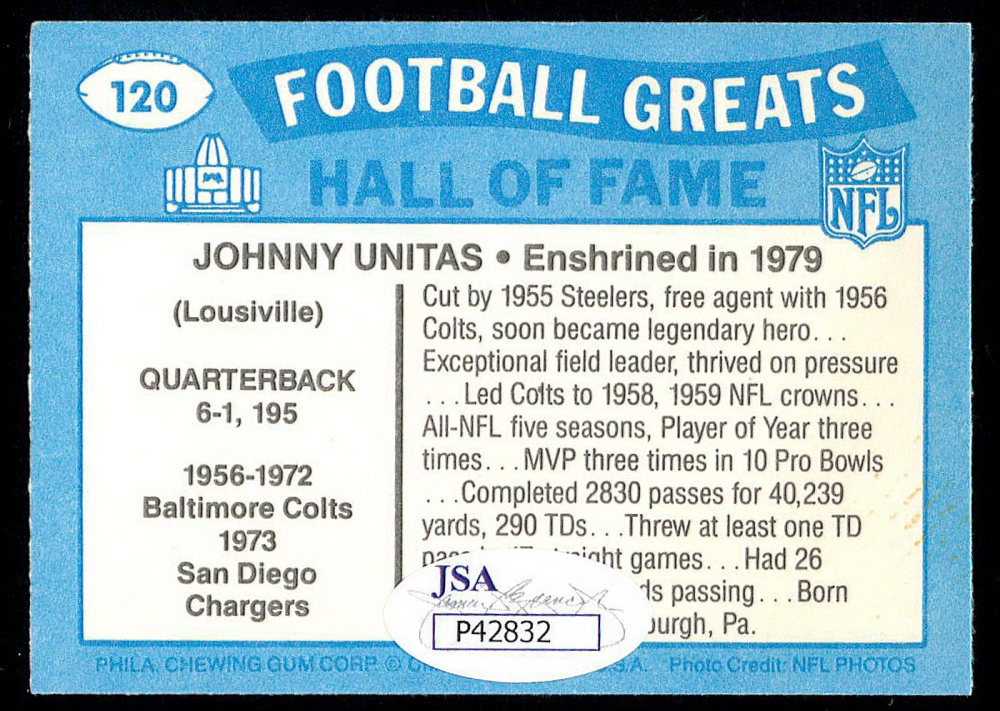 120
FOOTBALL GREATS
HALL OF FAME
NFL
JOHNNY UNITAS • Enshrined in 1979
(Lousiville)
QUARTERBACK
6-1, 195
1956-1972
Baltimore Colts
1973
San Diego
Chargers
Cut by 1955 Steelers, free agent with 1956
Colts, soon became legendary hero...
Exceptional field leader, thrived on pressure
...Led Colts to 1958, 1959 NFL crowns...
All-NFL five seasons, Player of Year three
times...MVP three times in 10 Pro Bowls
...Completed 2830 passes for 40,239
yards, 290 TDs...Threw at least one TD
games...Had 26
passing...Born
Pa.
JSA
P42832
PHILA. CHEWING GUM CORP. © Photo Credit: NFL PHOTOS